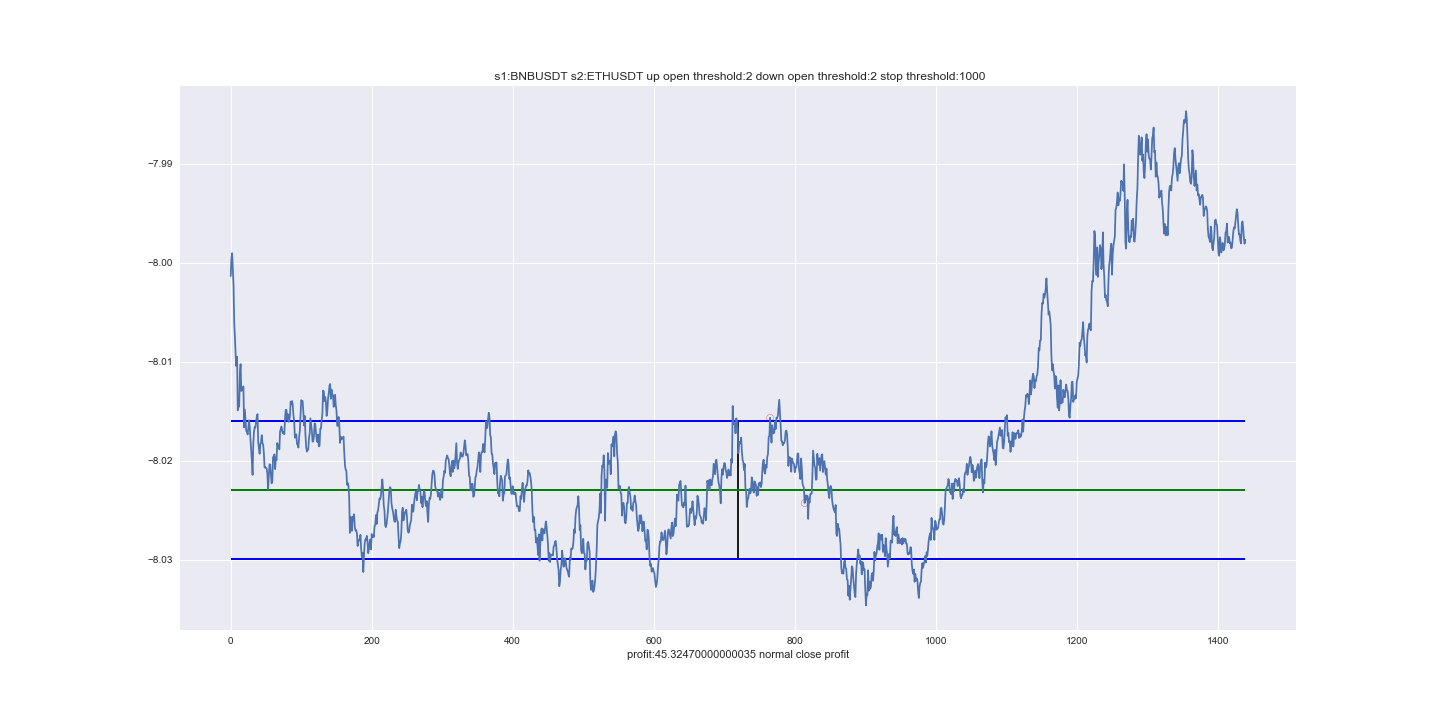 s1:BNBUSDT s2:ETHUSDT up open threshold:2 down open threshold:2 stop threshold:1000
−7.99
−8.00
−8.01
−8.02
−8.03
0 200 400 600 800 1000 1200 1400
profit:45.32470000000035 normal close profit